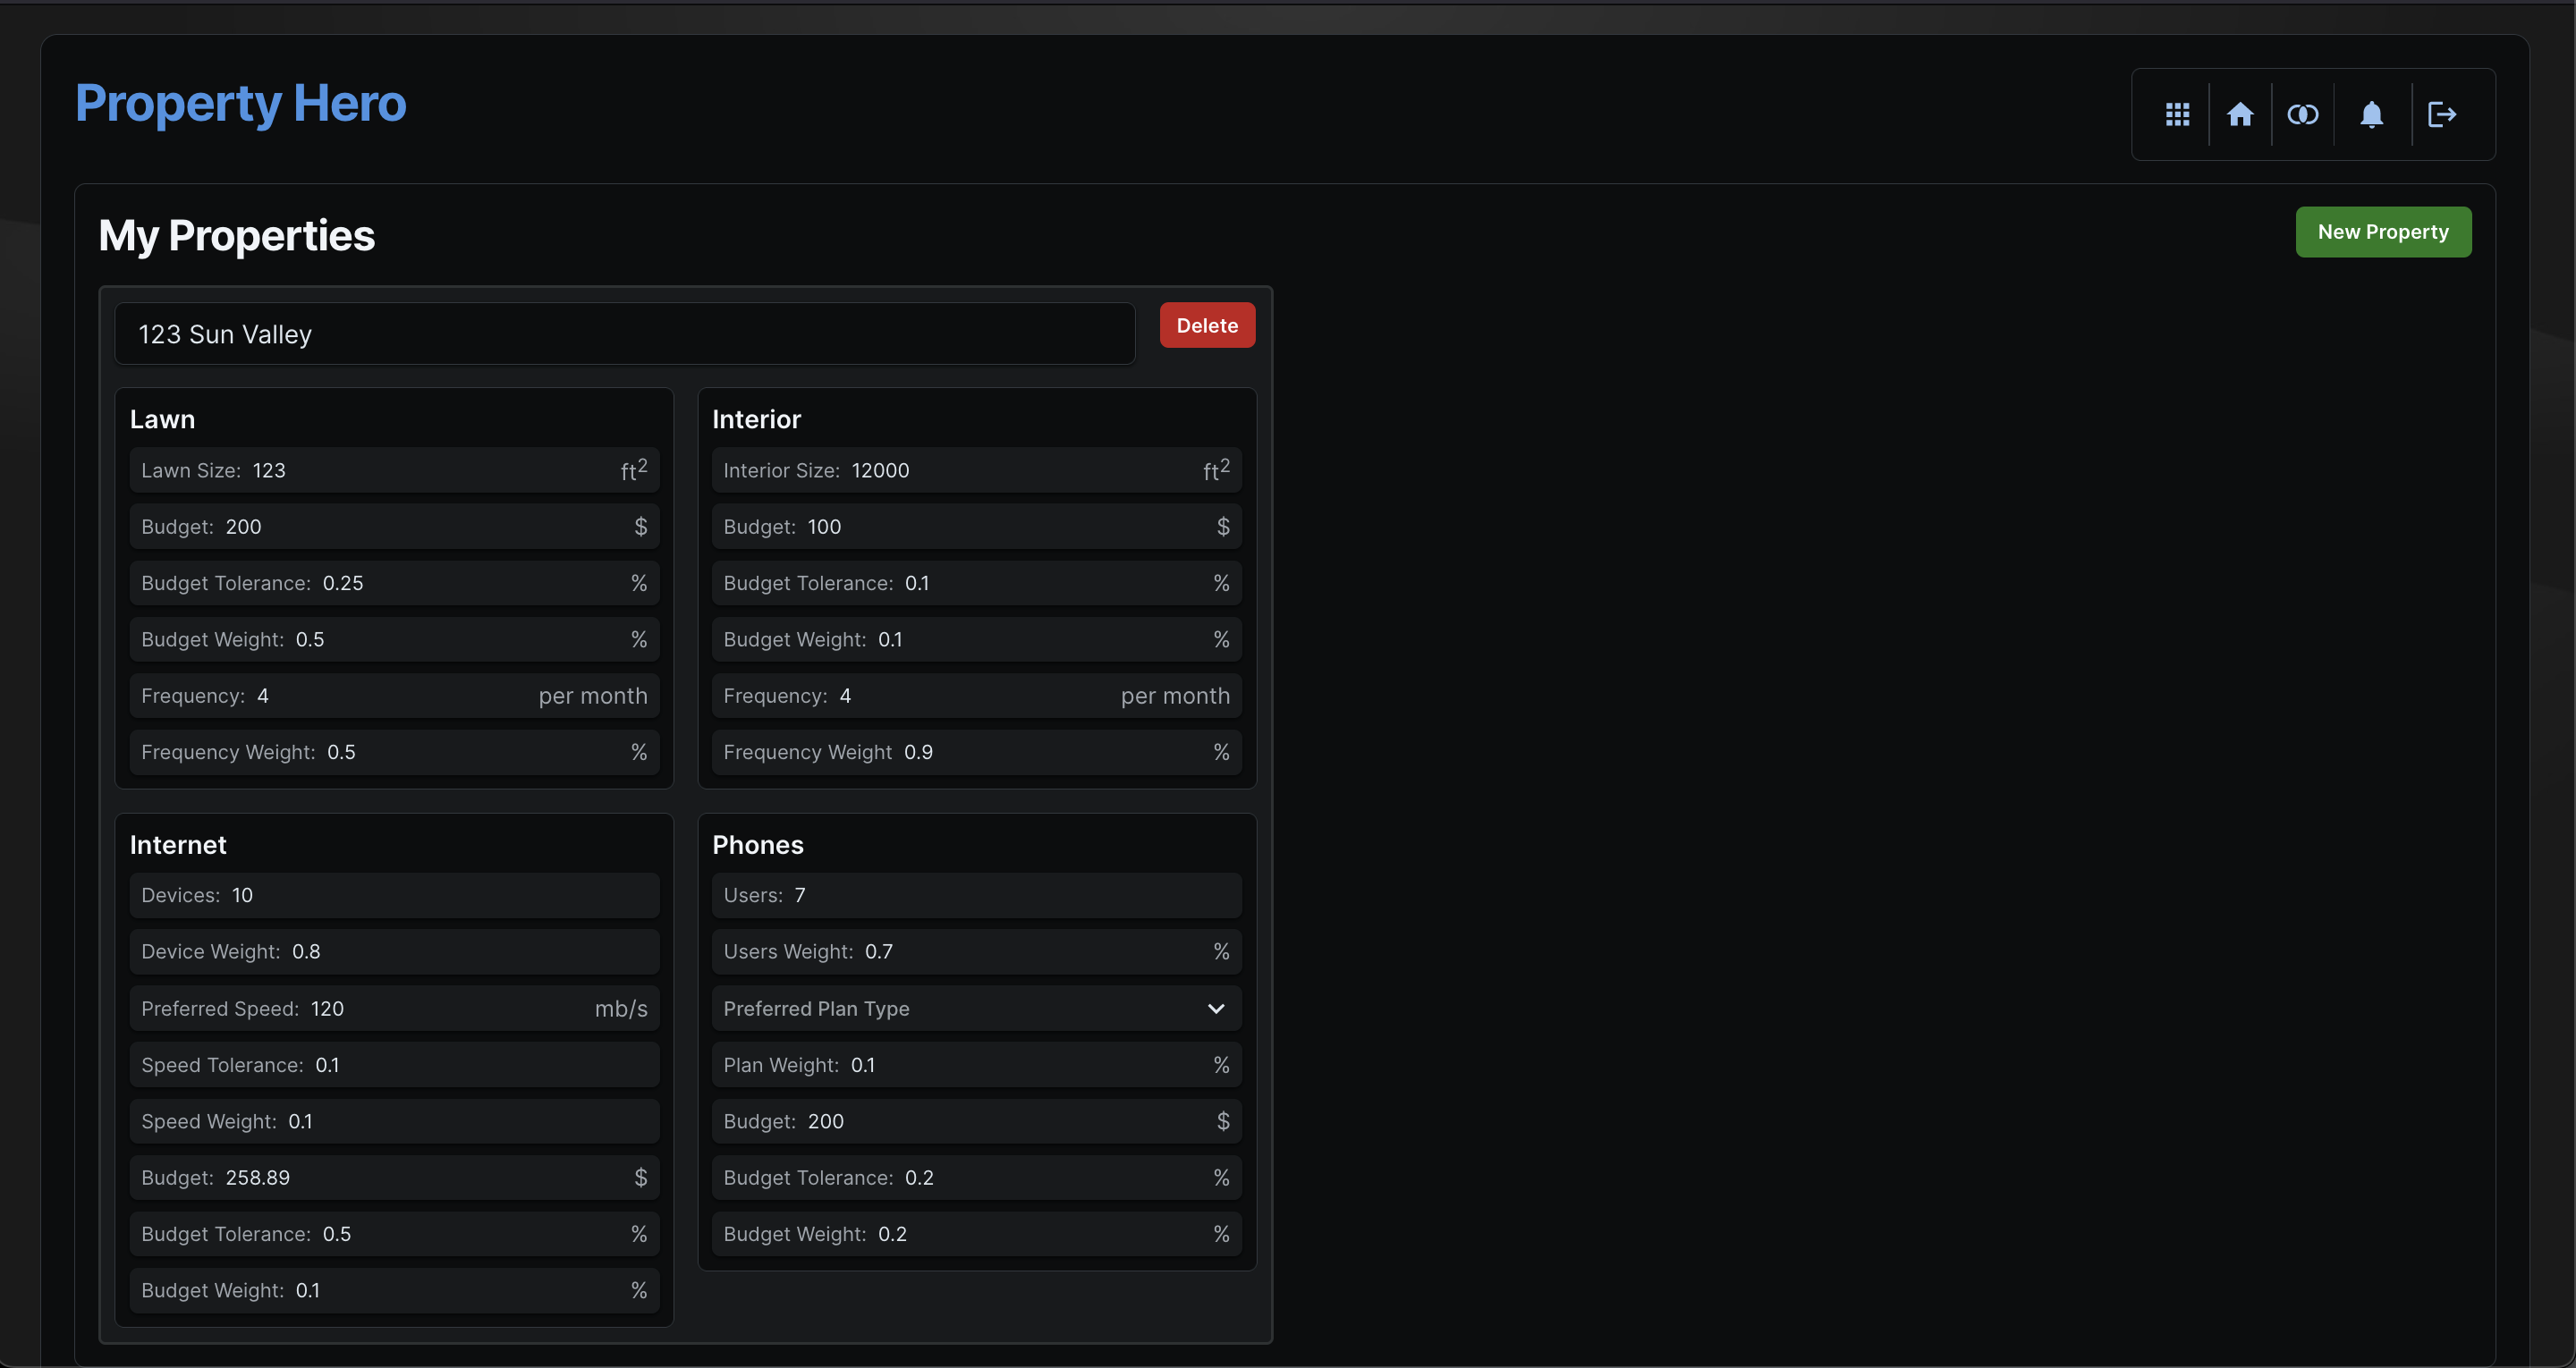 Property Hero
My Properties
New Property
123 Sun Valley
Delete
Lawn
Lawn Size: 123 ft2
Budget: 200 $
Budget Tolerance: 0.25 %
Budget Weight: 0.5 %
Frequency: 4 per month
Frequency Weight: 0.5 %
Interior
Interior Size: 12000 ft2
Budget: 100 $
Budget Tolerance: 0.1 %
Budget Weight: 0.1 %
Frequency: 4 per month
Frequency Weight 0.9 %
Internet
Devices: 10
Device Weight: 0.8
Preferred Speed: 120 mb/s
Speed Tolerance: 0.1
Speed Weight: 0.1
Budget: 258.89 $
Budget Tolerance: 0.5 %
Budget Weight: 0.1 %
Phones
Users: 7
Users Weight: 0.7 %
Preferred Plan Type
Plan Weight: 0.1 %
Budget: 200 $
Budget Tolerance: 0.2 %
Budget Weight: 0.2 %